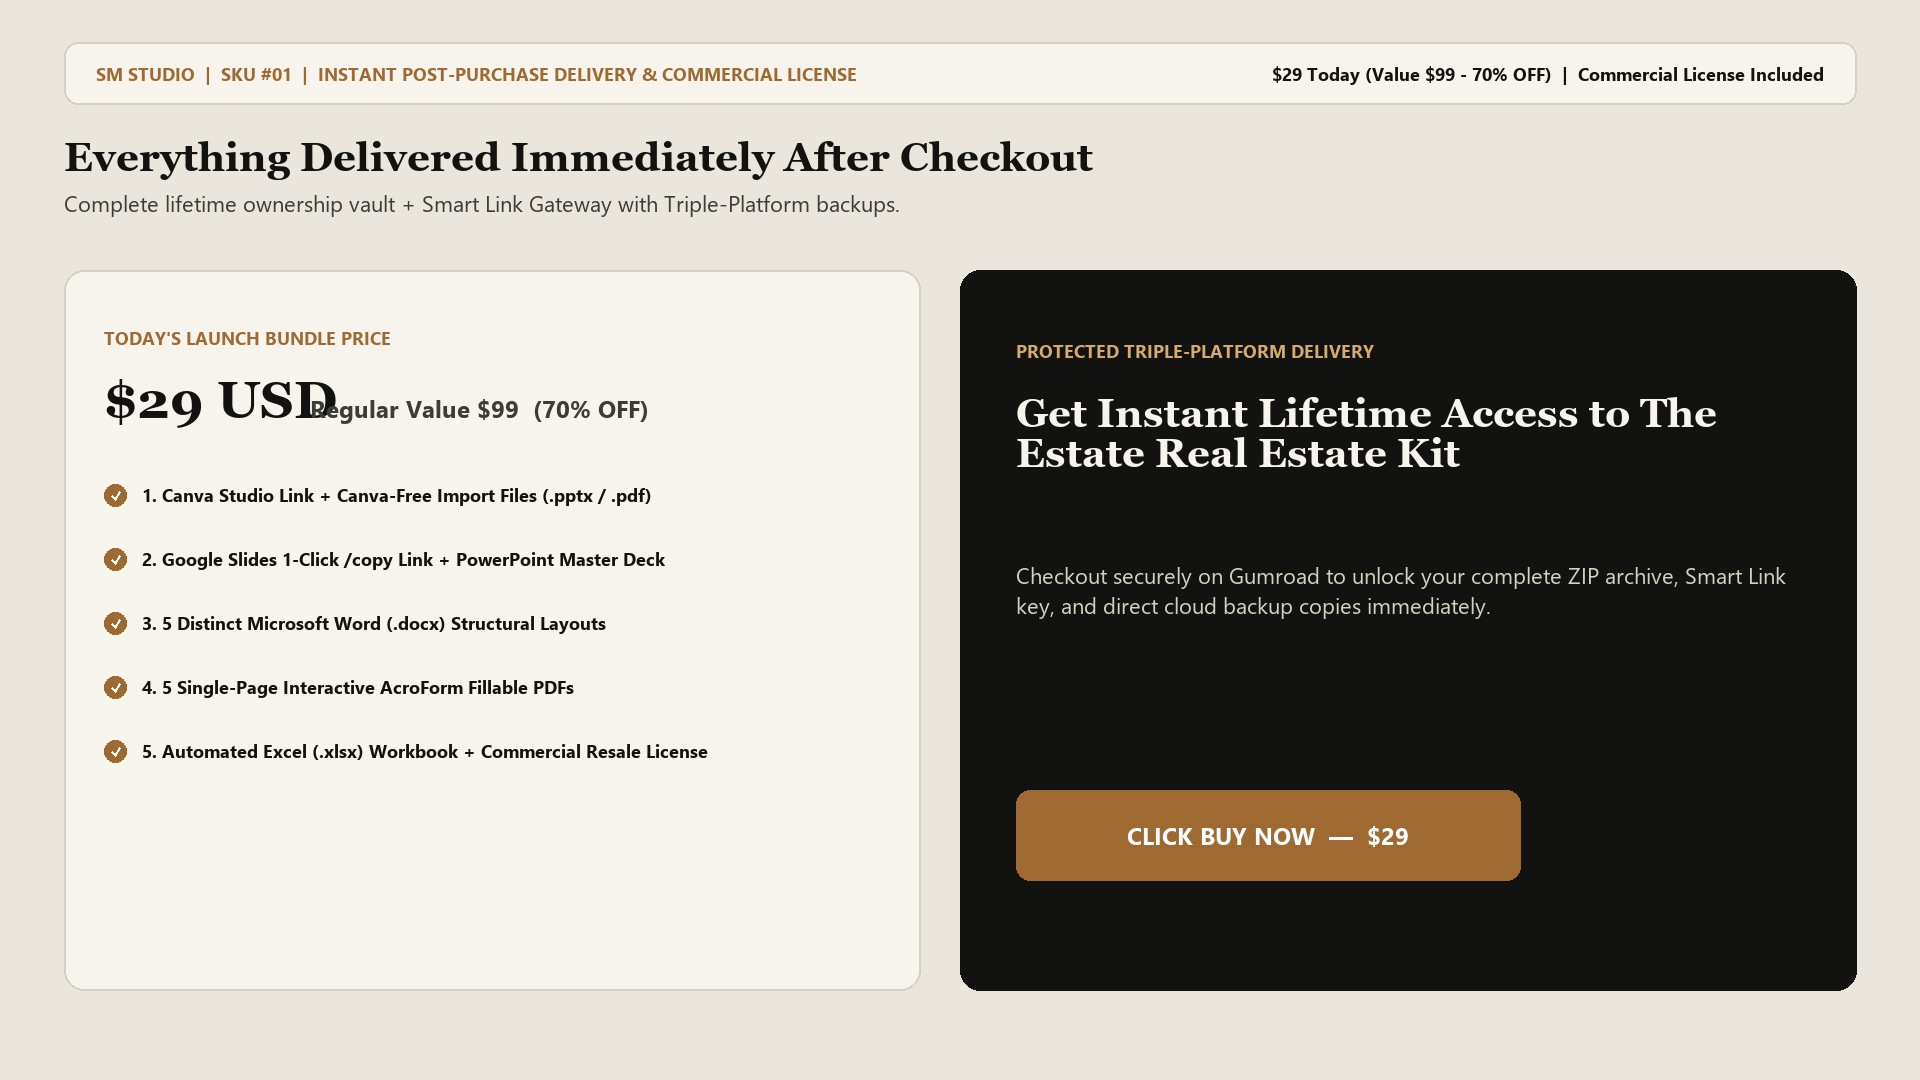 SM STUDIO | SKU #01 | INSTANT POST-PURCHASE DELIVERY & COMMERCIAL LICENSE
$29 Today (Value $99 - 70% OFF) | Commercial License Included
Everything Delivered Immediately After Checkout
Complete lifetime ownership vault + Smart Link Gateway with Triple-Platform backups.
TODAY'S LAUNCH BUNDLE PRICE
$29 USD
Regular Value $99 (70% OFF)
1. Canva Studio Link + Canva-Free Import Files (.pptx / .pdf)
2. Google Slides 1-Click /copy Link + PowerPoint Master Deck
3. 5 Distinct Microsoft Word (.docx) Structural Layouts
4. 5 Single-Page Interactive AcroForm Fillable PDFs
5. Automated Excel (.xlsx) Workbook + Commercial Resale License
PROTECTED TRIPLE-PLATFORM DELIVERY
Get Instant Lifetime Access to The
Estate Real Estate Kit
Checkout securely on Gumroad to unlock your complete ZIP archive, Smart Link
key, and direct cloud backup copies immediately.
CLICK BUY NOW — $29